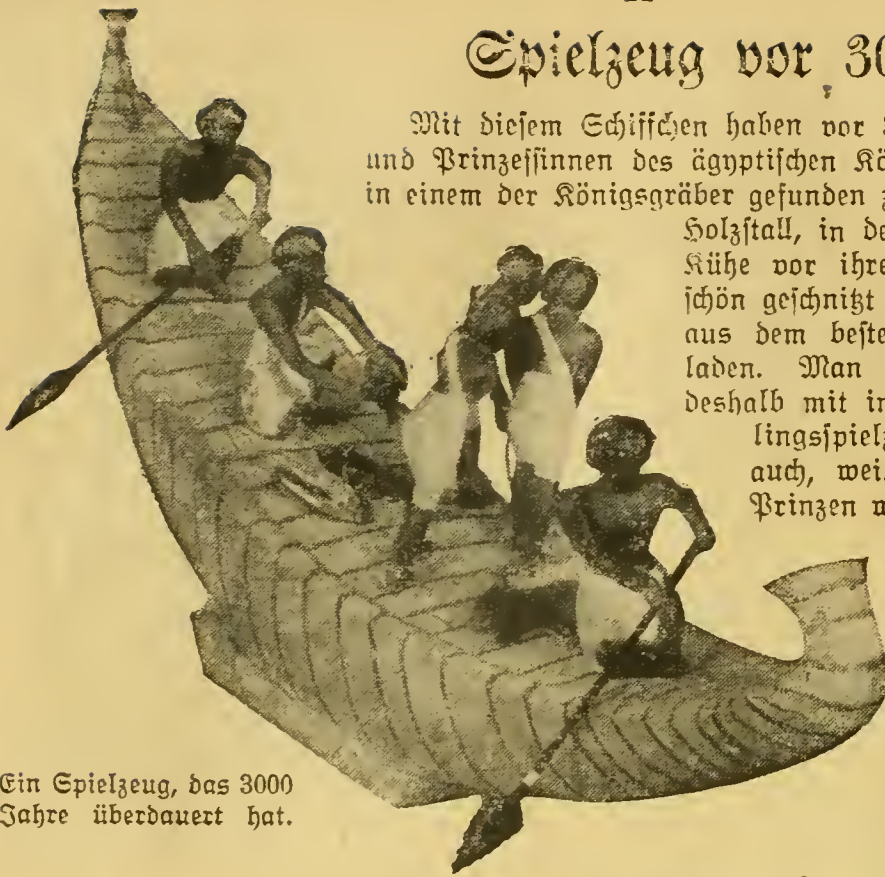 Spielzeug vor 30
Mit diesem Schiffchen haben vor
und Prinzessinnen des ägyptischen Kö
in einem der Königsgräber gefunden
Holzstall, in de
Kühe vor ihre
schön geschnitzt
aus dem beste
laden. Man
deshalb mit in
lingsspielz
auch, wei
Prinzen
Ein Spielzeug, das 3000
Jahre überdauert hat.